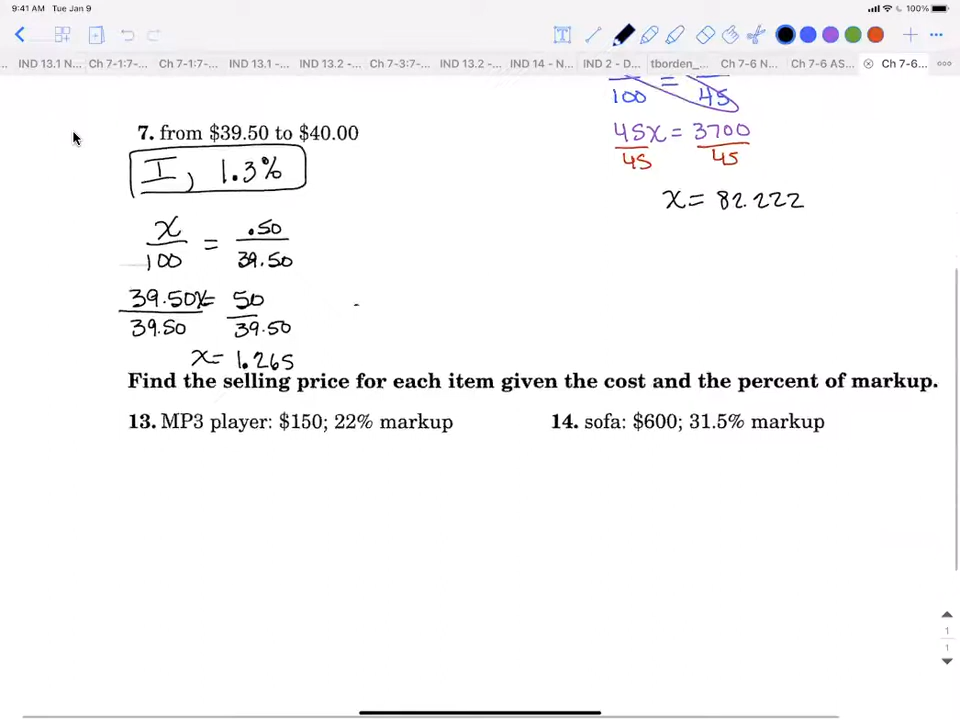 9:41 AM Tue Jan 9
100%
IND 13.1 N... Ch 7-1:7-... Ch 7-1:7-... IND 13.1 -... IND 13.2 -... Ch 7-3:7-... IND 13.2 -... IND 14 - N... IND 2 - D... tborden_... Ch 7-6 N... Ch 7-6 AS... Ch 7-6...
100 = 45
45x = 3700
45 45
x = 82.222
7. from $39.50 to $40.00
I, 1.3%
x = .50
100 39.50
39.50x = 50
39.50 39.50
x = 1.265
Find the selling price for each item given the cost and the percent of markup.
13. MP3 player: $150; 22% markup
14. sofa: $600; 31.5% markup
1
1